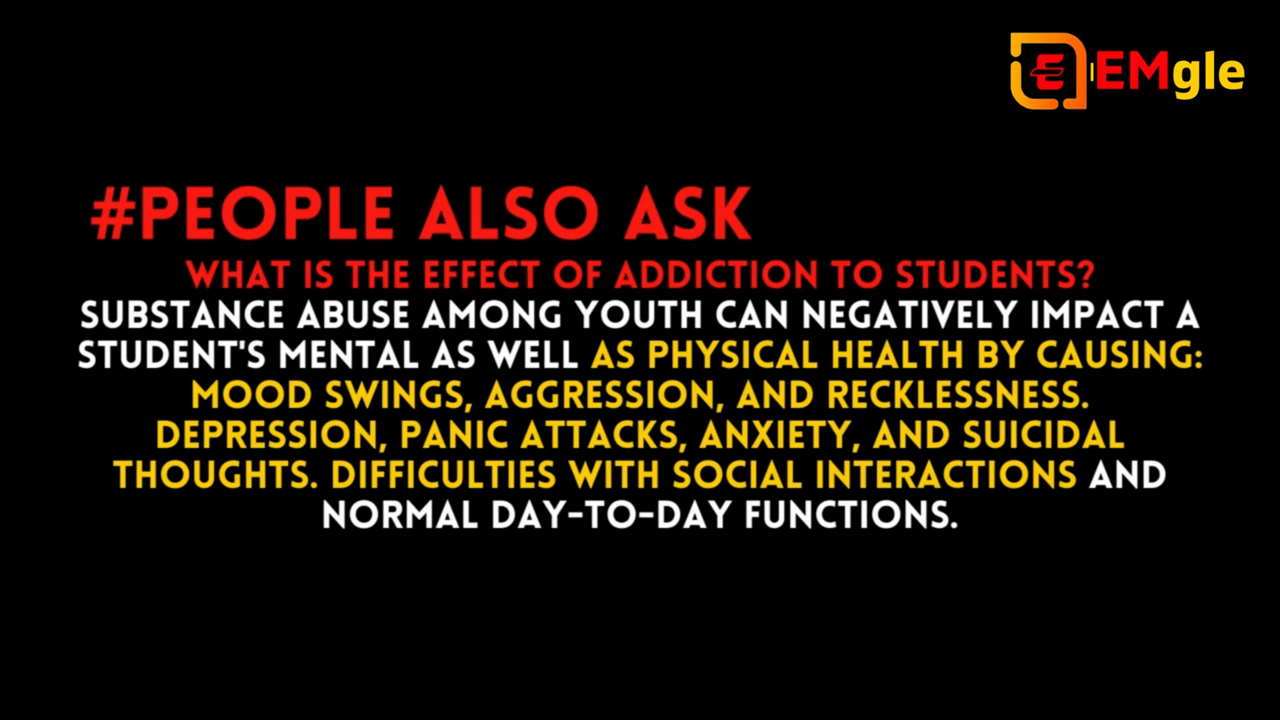 EMgle
#PEOPLE ALSO ASK
WHAT IS THE EFFECT OF ADDICTION TO STUDENTS?
SUBSTANCE ABUSE AMONG YOUTH CAN NEGATIVELY IMPACT A
STUDENT'S MENTAL AS WELL AS PHYSICAL HEALTH BY CAUSING:
MOOD SWINGS, AGGRESSION, AND RECKLESSNESS.
DEPRESSION, PANIC ATTACKS, ANXIETY, AND SUICIDAL
THOUGHTS. DIFFICULTIES WITH SOCIAL INTERACTIONS AND
NORMAL DAY-TO-DAY FUNCTIONS.